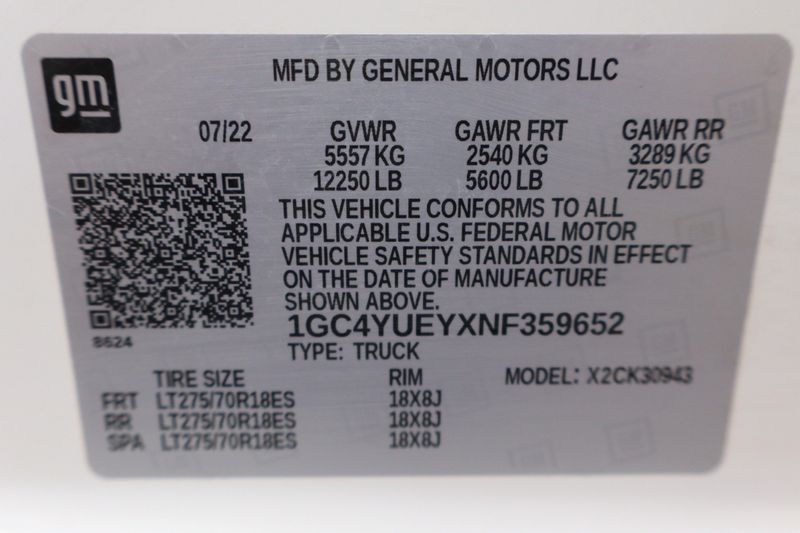 gm
MFD BY GENERAL MOTORS LLC
07/22 GVWR GAWR FRT GAWR RR
5557 KG 2540 KG 3289 KG
12250 LB 5600 LB 7250 LB
THIS VEHICLE CONFORMS TO ALL
APPLICABLE U.S. FEDERAL MOTOR
VEHICLE SAFETY STANDARDS IN EFFECT
ON THE DATE OF MANUFACTURE
SHOWN ABOVE.
1GC4YUEYXNF359652
8624
TYPE: TRUCK
TIRE SIZE RIM MODEL: X2CK30943
FRT LT275/70R18ES 18X8J
RR LT275/70R18ES 18X8J
SPA LT275/70R18ES 18X8J